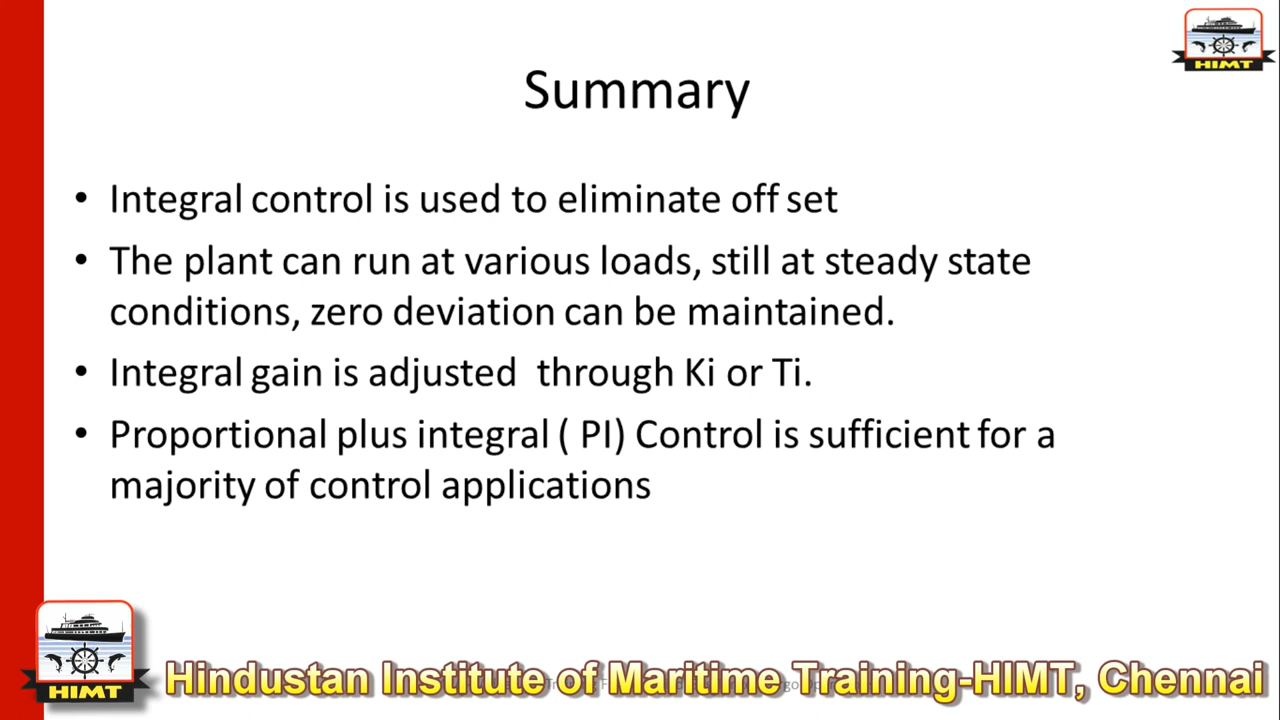 HIMT
Summary
• Integral control is used to eliminate off set
• The plant can run at various loads, still at steady state
conditions, zero deviation can be maintained.
• Integral gain is adjusted through Ki or Ti.
• Proportional plus integral ( PI) Control is sufficient for a
majority of control applications
HIMT
Hindustan Institute of Maritime Training-HIMT, Chennai